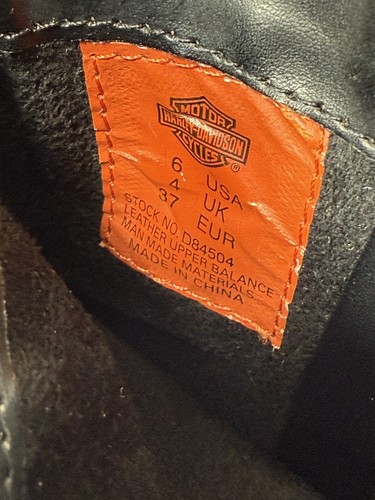 MOTOR
HARLEY-DAVIDSON
CYCLES
®
6 USA
4 UK
37 EUR
STOCK NO. D84504
LEATHER UPPER BALANCE
MAN MADE MATERIALS
MADE IN CHINA